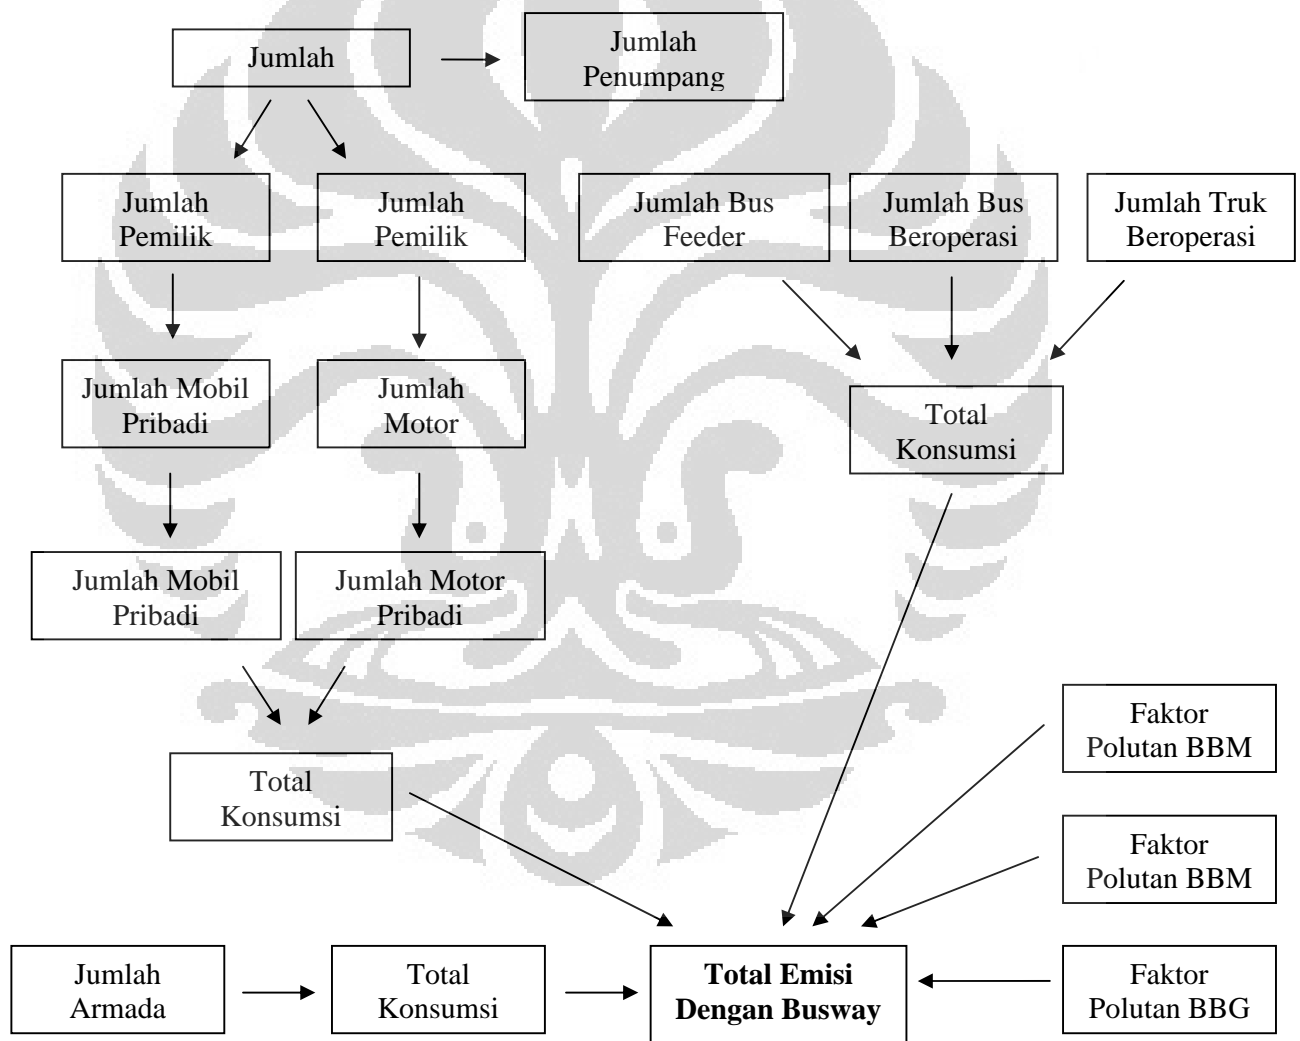 Jumlah
Jumlah
Penumpang
Jumlah
Pemilik
Jumlah
Pemilik
Jumlah Bus
Feeder
Jumlah Bus
Beroperasi
Jumlah Truk
Beroperasi
Jumlah Mobil
Pribadi
Jumlah
Motor
Total
Konsumsi
Jumlah Mobil
Pribadi
Jumlah Motor
Pribadi
Faktor
Polutan BBM
Total
Konsumsi
Faktor
Polutan BBM
Jumlah
Armada
Total
Konsumsi
Total Emisi
Dengan Busway
Faktor
Polutan BBG